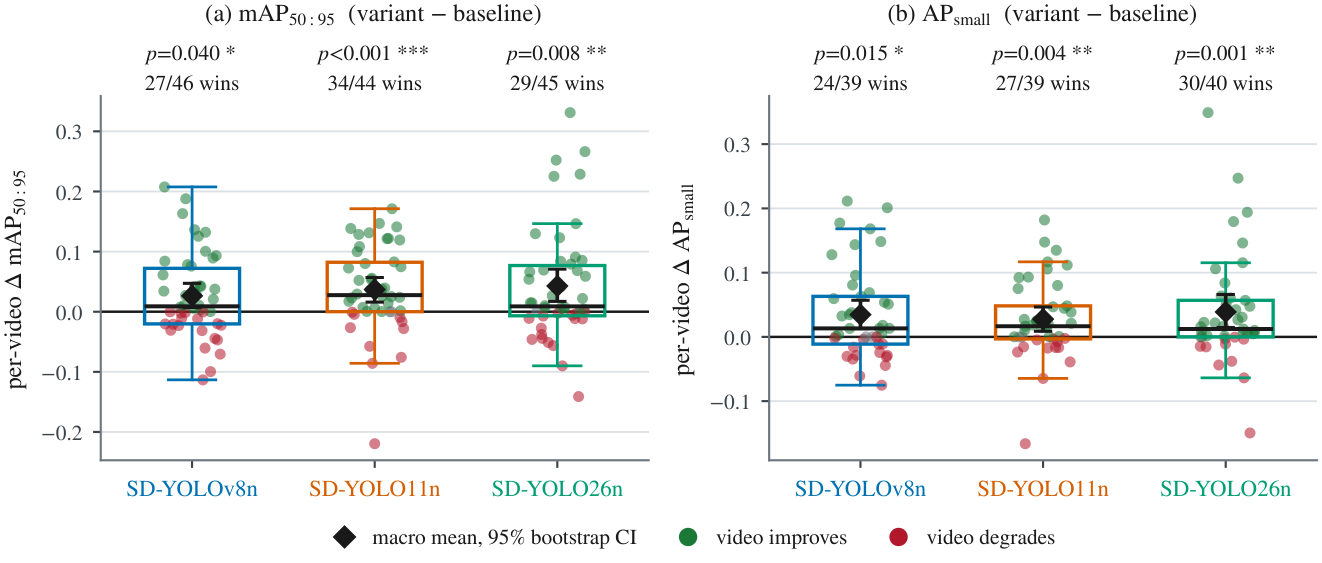 (a) mAP50:95 (variant − baseline)
p=0.040 * p<0.001 *** p=0.008 **
27/46 wins 34/44 wins 29/45 wins
per-video Δ mAP50:95
0.3
0.2
0.1
0.0
−0.1
−0.2
SD-YOLOv8n SD-YOLO11n SD-YOLO26n
(b) APsmall (variant − baseline)
p=0.015 * p=0.004 ** p=0.001 **
24/39 wins 27/39 wins 30/40 wins
per-video Δ APsmall
0.3
0.2
0.1
0.0
−0.1
SD-YOLOv8n SD-YOLO11n SD-YOLO26n
macro mean, 95% bootstrap CI video improves video degrades